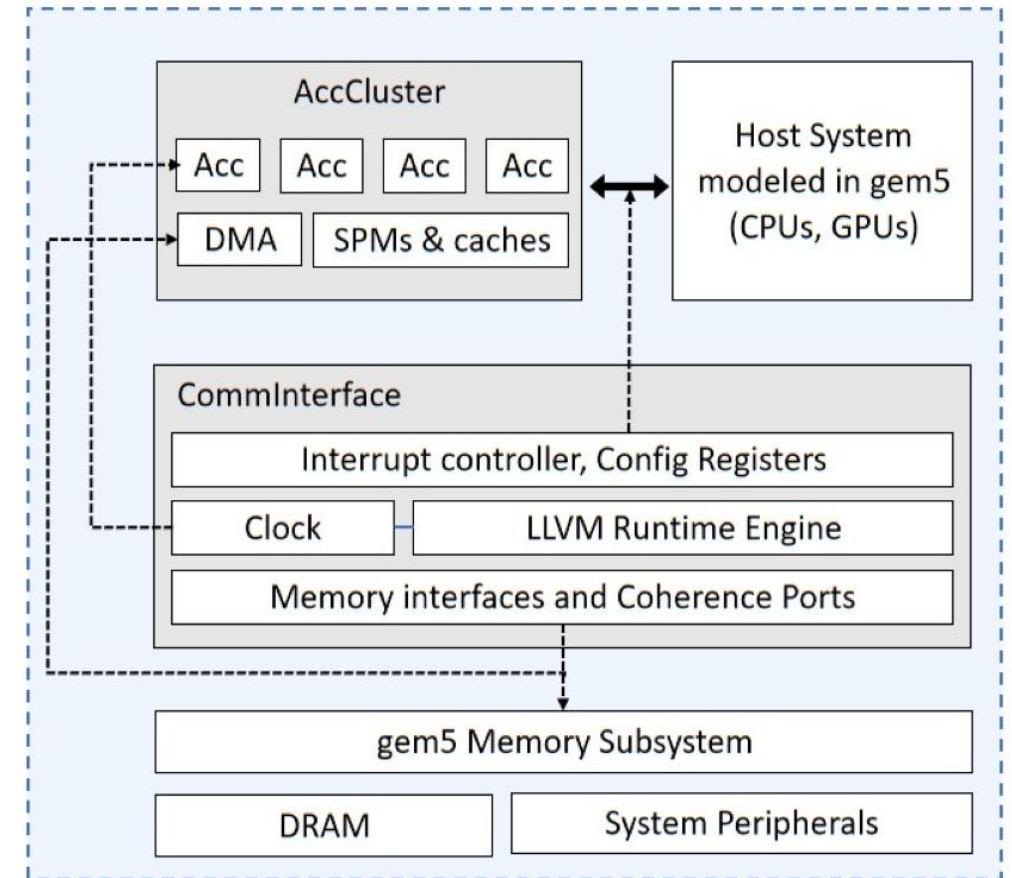 AccCluster
Acc Acc Acc Acc
DMA SPMs & caches
Host System
modeled in gem5
(CPUs, GPUs)
CommInterface
Interrupt controller, Config Registers
Clock LLVM Runtime Engine
Memory interfaces and Coherence Ports
gem5 Memory Subsystem
DRAM System Peripherals